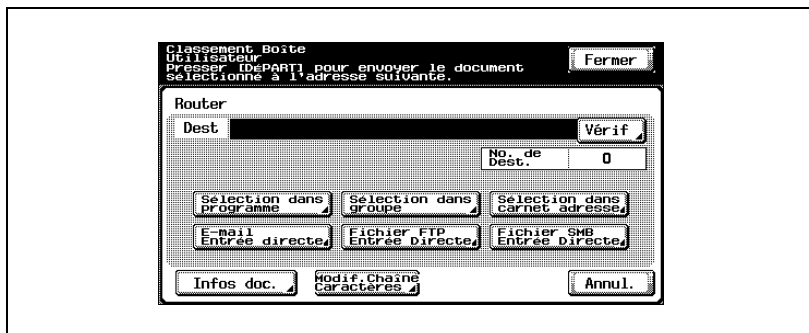 Classement Boîte
Utilisateur
Presser [DéPART] pour envoyer le document
sélectionné à l'adresse suivante.
Fermer
Router
Dest
Vérif
No. de
Dest.
0
Sélection dans
programme
Sélection dans
groupe
Sélection dans
carnet adresse
E-mail
Entrée directe
Fichier FTP
Entrée Directe
Fichier SMB
Entrée Directe
Infos doc.
Modif.Chaîne
Caractères
Annul.